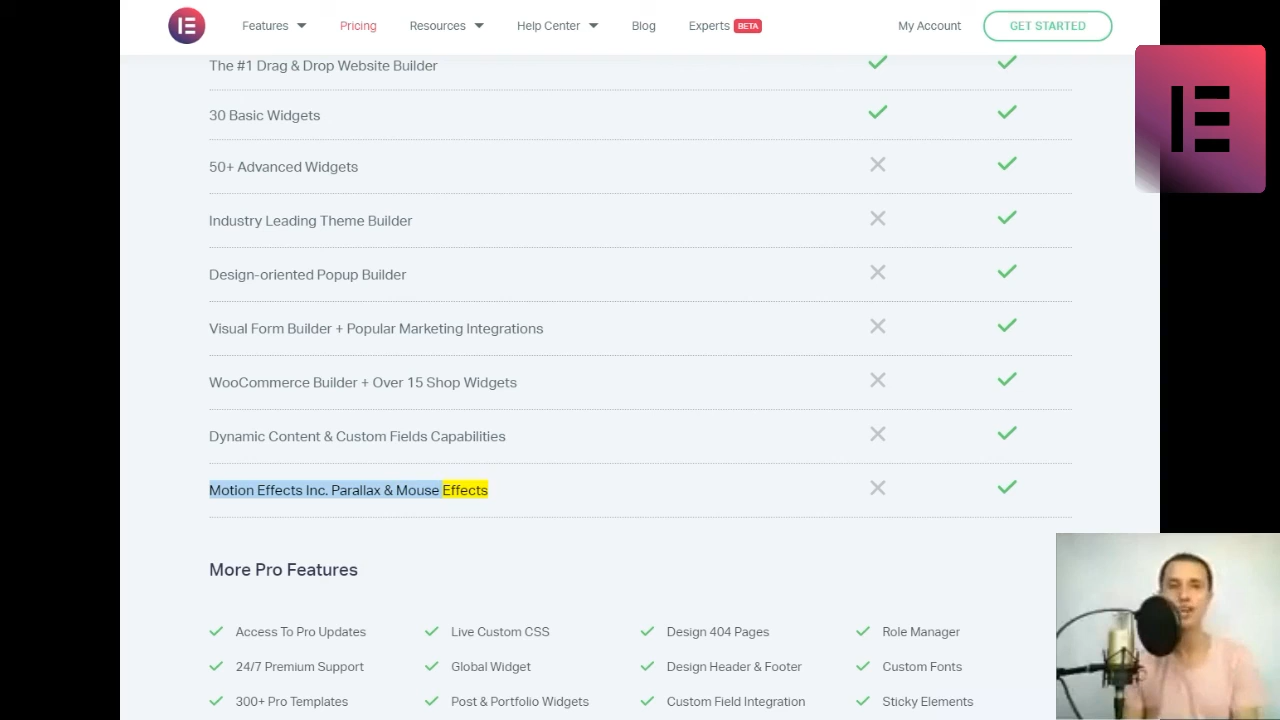 Features Pricing Resources Help Center Blog Experts BETA My Account GET STARTED
The #1 Drag & Drop Website Builder
30 Basic Widgets
50+ Advanced Widgets
Industry Leading Theme Builder
Design-oriented Popup Builder
Visual Form Builder + Popular Marketing Integrations
WooCommerce Builder + Over 15 Shop Widgets
Dynamic Content & Custom Fields Capabilities
Motion Effects Inc. Parallax & Mouse Effects
More Pro Features
Access To Pro Updates Live Custom CSS Design 404 Pages Role Manager
24/7 Premium Support Global Widget Design Header & Footer Custom Fonts
300+ Pro Templates Post & Portfolio Widgets Custom Field Integration Sticky Elements